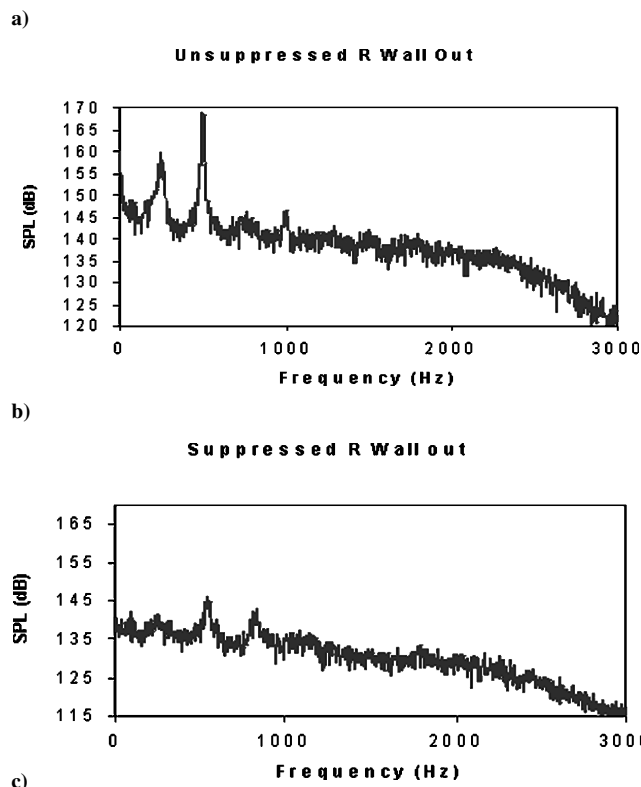 a)
Unsuppressed R Wall Out
170
165
160
155
150
145
140
135
130
125
120
SPL (dB)
0 1000 2000 3000
Frequency (Hz)
b)
Suppressed R Wall out
165
155
145
135
125
115
SPL (dB)
0 1000 2000 3000
Frequency (Hz)
c)